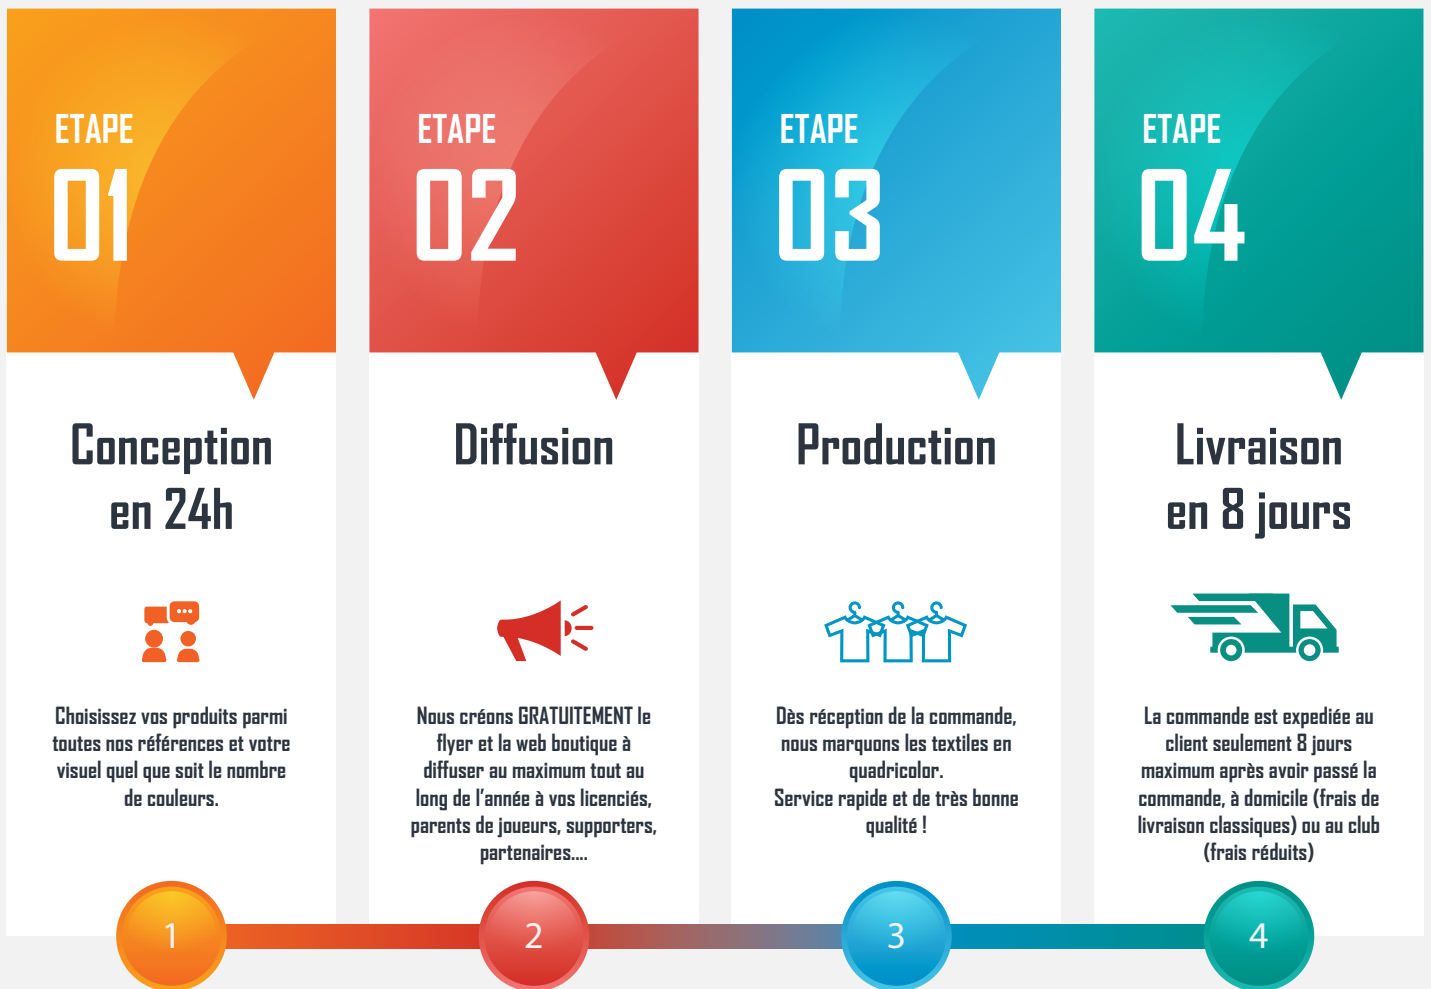 ETAPE
01
Conception
en 24h
Choisissez vos produits parmi
toutes nos références et votre
visuel quel que soit le nombre
de couleurs.
1
ETAPE
02
Diffusion
Nous créons GRATUITEMENT le
flyer et la web boutique à
diffuser au maximum tout au
long de l'année à vos licenciés,
parents de joueurs, supporters,
partenaires....
2
ETAPE
03
Production
Dès réception de la commande,
nous marquons les textiles en
quadricolor.
Service rapide et de très bonne
qualité !
3
ETAPE
04
Livraison
en 8 jours
La commande est expediée au
client seulement 8 jours
maximum après avoir passé la
commande, à domicile (frais de
livraison classiques) ou au club
(frais réduits)
4